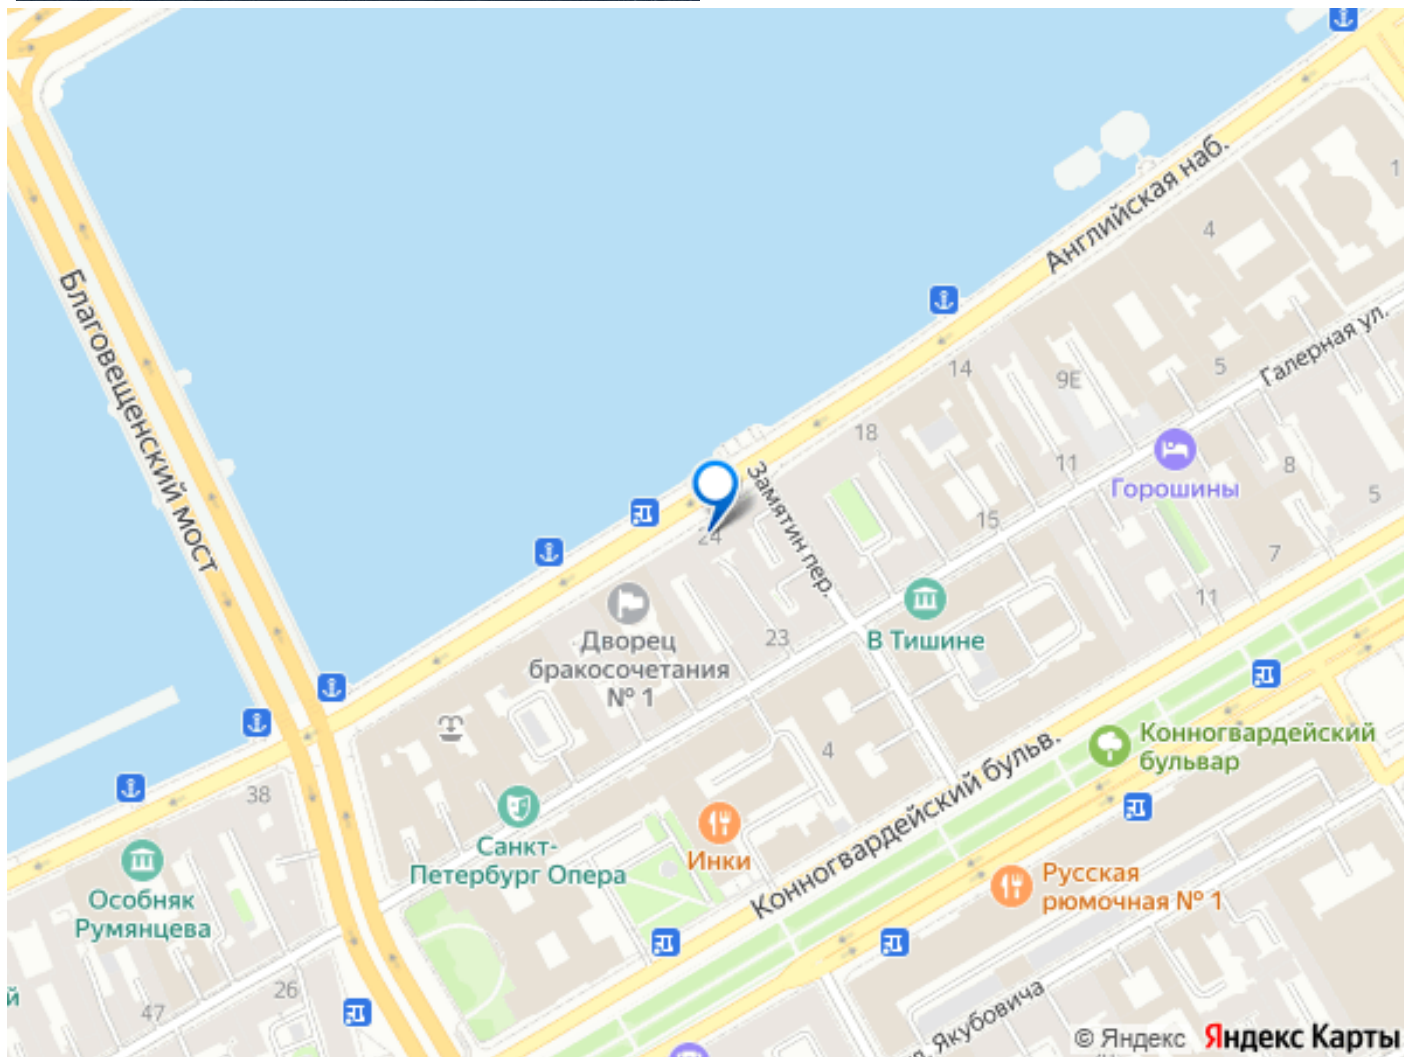 Благовещенский мост
Английская наб.
1
4
Галерная ул.
5
14
9Е
18
11
Горошины
8
5
Замятин пер.
15
24
7
11
В Тишине
23
Дворец
бракосочетания
№ 1
4
Конногвардейский
бульвар
Конногвардейский бульв.
38
Санкт-
Петербург Опера
Инки
Русская
рюмочная № 1
Особняк
Румянцева
й
26
47
Якубовича
© Яндекс Яндекс Карты